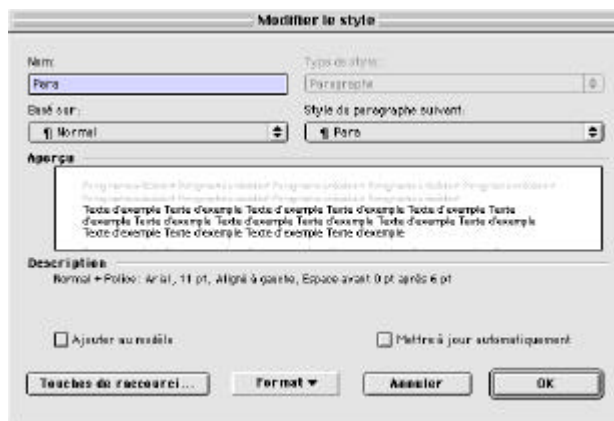 Modifier le style
Nom:
Type de style:
Para
Paragraphe
Basé sur:
Style du paragraphe suivant:
¶ Normal
¶ Para
Aperçu
Texte d'exemple Texte d'exemple Texte d'exemple Texte d'exemple Texte d'exemple Texte
d'exemple Texte d'exemple Texte d'exemple Texte d'exemple Texte d'exemple Texte d'exemple
Texte d'exemple Texte d'exemple Texte d'exemple Texte d'exemple
Description
Normal + Police: Arial, 11 pt, Aligné à gauche, Espace avant 0 pt après 6 pt
Ajouter au modèle
Mettre à jour automatiquement
Touches de raccourci...
Format
Annuler
OK